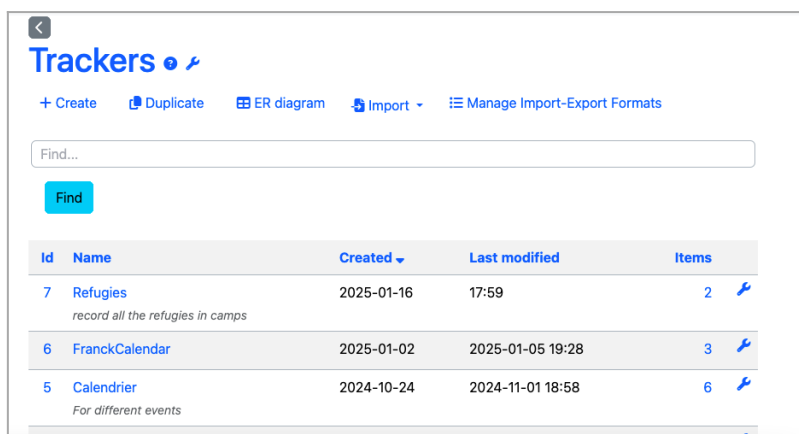 Trackers
Create Duplicate ER diagram Import Manage Import-Export Formats
Find...
Find
Id Name Created Last modified Items
7 Refugies 2025-01-16 17:59 2
record all the refugies in camps
6 FranckCalendar 2025-01-02 2025-01-05 19:28 3
5 Calendrier 2024-10-24 2024-11-01 18:58 6
For different events